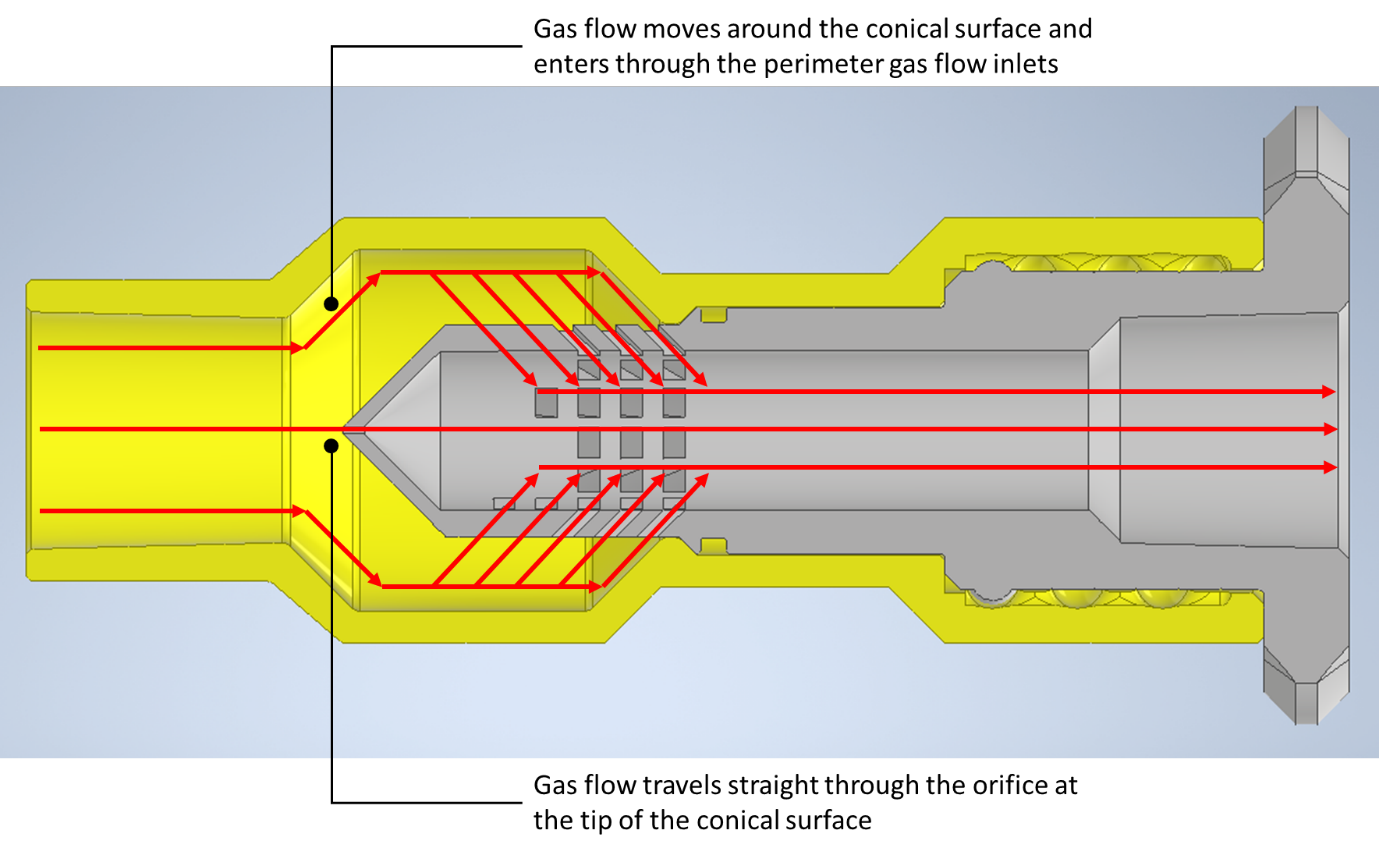 Gas flow moves around the conical surface and
enters through the perimeter gas flow inlets
Gas flow travels straight through the orifice at
the tip of the conical surface